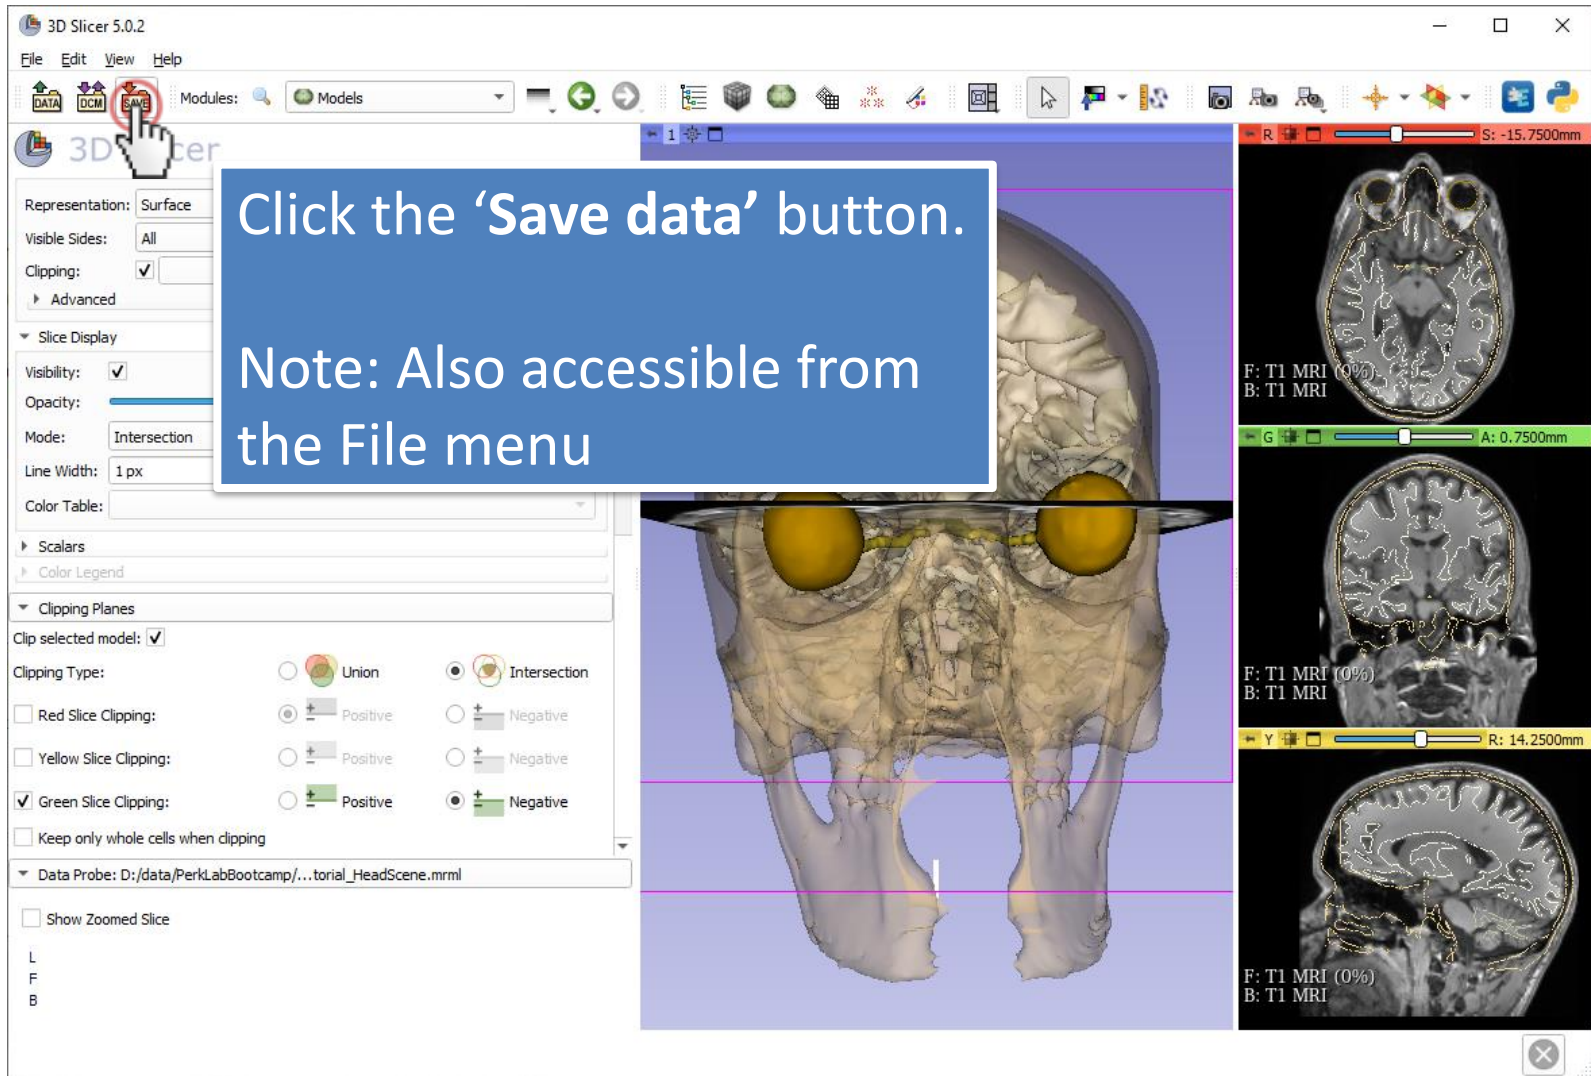 3D Slicer 5.0.2
File Edit View Help
DATA DCM SAVE Modules: Models
3D Slicer
1
R S: -15.7500mm
Click the ‘Save data’ button.
Note: Also accessible from
the File menu
Representation: Surface
Visible Sides: All
Clipping:
Advanced
Slice Display
Visibility:
Opacity:
Mode: Intersection
Line Width: 1 px
Color Table:
Scalars
Color Legend
Clipping Planes
Clip selected model:
Clipping Type: Union Intersection
Red Slice Clipping: Positive Negative
Yellow Slice Clipping: Positive Negative
Green Slice Clipping: Positive Negative
Keep only whole cells when clipping
Data Probe: D:/data/PerkLabBootcamp/...torial_HeadScene.mrml
Show Zoomed Slice
L
F
B
F: T1 MRI (0%)
B: T1 MRI
G A: 0.7500mm
F: T1 MRI (0%)
B: T1 MRI
Y R: 14.2500mm
F: T1 MRI (0%)
B: T1 MRI